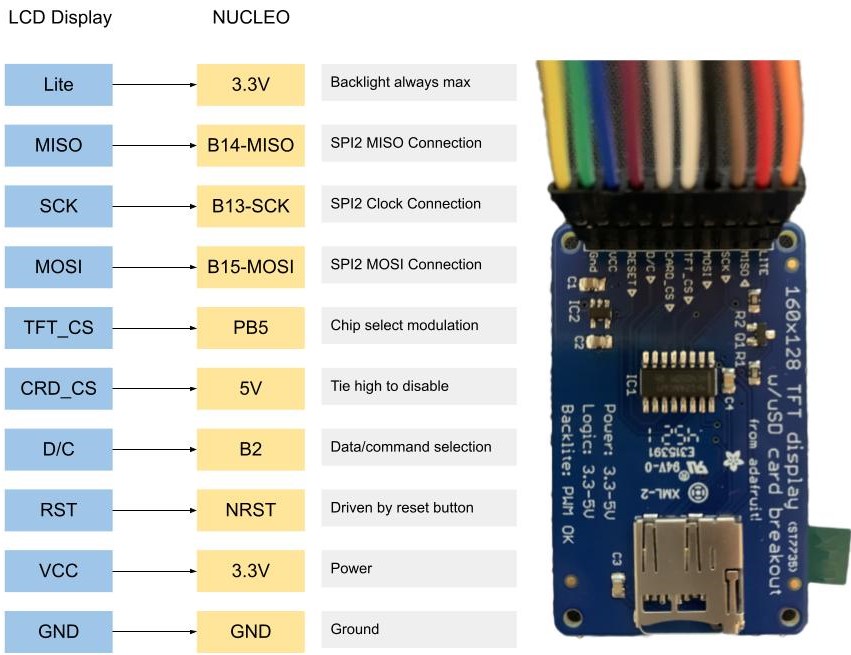 LCD Display
NUCLEO
Lite
3.3V
Backlight always max
MISO
B14-MISO
SPI2 MISO Connection
SCK
B13-SCK
SPI2 Clock Connection
MOSI
B15-MOSI
SPI2 MOSI Connection
TFT_CS
PB5
Chip select modulation
CRD_CS
5V
Tie high to disable
D/C
B2
Data/command selection
RST
NRST
Driven by reset button
VCC
3.3V
Power
GND
GND
Ground
Gnd
VCC
RESET
D/C
CARD_CS
TFT_CS
MOSI
SCK
MISO
LITE
C1
IC2
C2
R2
Q1
R1
IC1
C4
160x128 TFT display (ST7735)
w/uSD card breakout
from adafruit!
Power: 3.3-5V
Logic: 3.3-5V
Backlite: PWM OK
E315391
94V-0
XML-2
C3